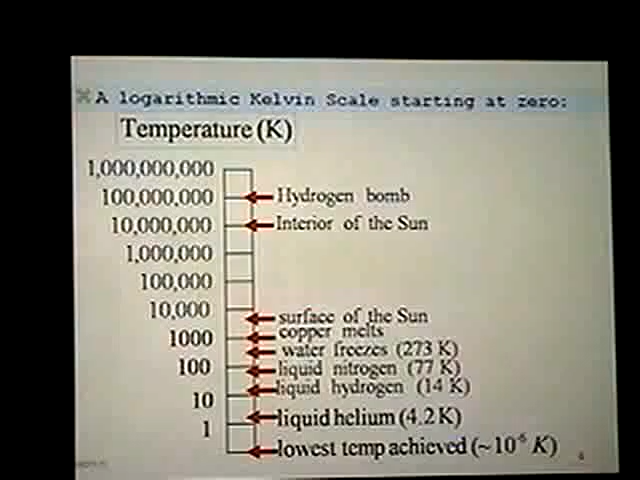 ⌘A logarithmic Kelvin Scale starting at zero:
Temperature (K)
1,000,000,000
100,000,000 Hydrogen bomb
10,000,000 Interior of the Sun
1,000,000
100,000
10,000
surface of the Sun
1000 copper melts
water freezes (273 K)
100 liquid nitrogen (77 K)
liquid hydrogen (14 K)
10
liquid helium (4.2 K)
1
lowest temp achieved (~10⁻⁶ K)